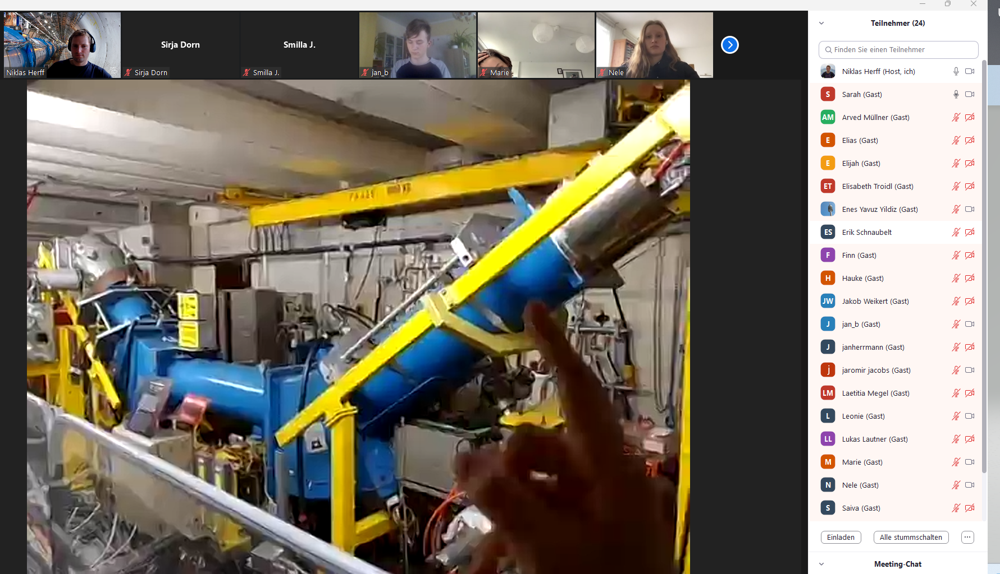 Niklas Herff
Sirja Dorn
Sirja Dorn
Smilla J.
Smilla J.
jan_b
Marie
Nele
Teilnehmer (24)
Finden Sie einen Teilnehmer
Niklas Herff (Host, ich)
S Sarah (Gast)
AM Arved Müllner (Gast)
E Elias (Gast)
E Elijah (Gast)
ET Elisabeth Troidl (Gast)
Enes Yavuz Yildiz (Gast)
ES Erik Schnaubelt
F Finn (Gast)
H Hauke (Gast)
JW Jakob Weikert (Gast)
J jan_b (Gast)
J janherrmann (Gast)
j jaromir jacobs (Gast)
LM Laetitia Megel (Gast)
L Leonie (Gast)
LL Lukas Lautner (Gast)
M Marie (Gast)
N Nele (Gast)
S Saiva (Gast)
Einladen
Alle stummschalten
...
Meeting-Chat